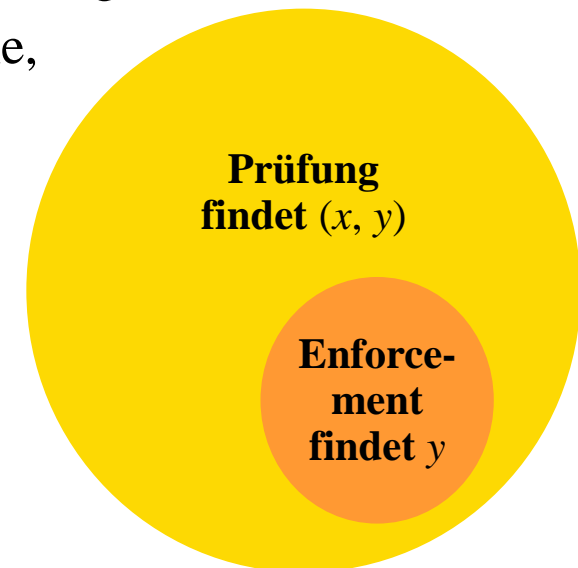 e,
Prüfung
findet (x, y)
Enforce-
ment
findet y